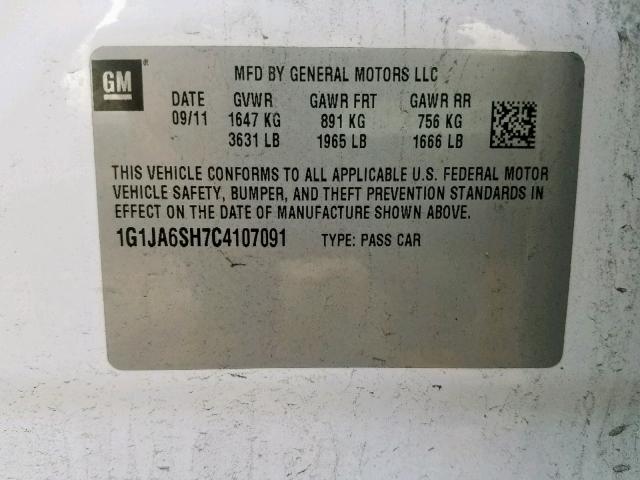 GM ® MFD BY GENERAL MOTORS LLC
DATE GVWR GAWR FRT GAWR RR
09/11 1647 KG 891 KG 756 KG
3631 LB 1965 LB 1666 LB
THIS VEHICLE CONFORMS TO ALL APPLICABLE U.S. FEDERAL MOTOR
VEHICLE SAFETY, BUMPER, AND THEFT PREVENTION STANDARDS IN
EFFECT ON THE DATE OF MANUFACTURE SHOWN ABOVE.
1G1JA6SH7C4107091 TYPE: PASS CAR